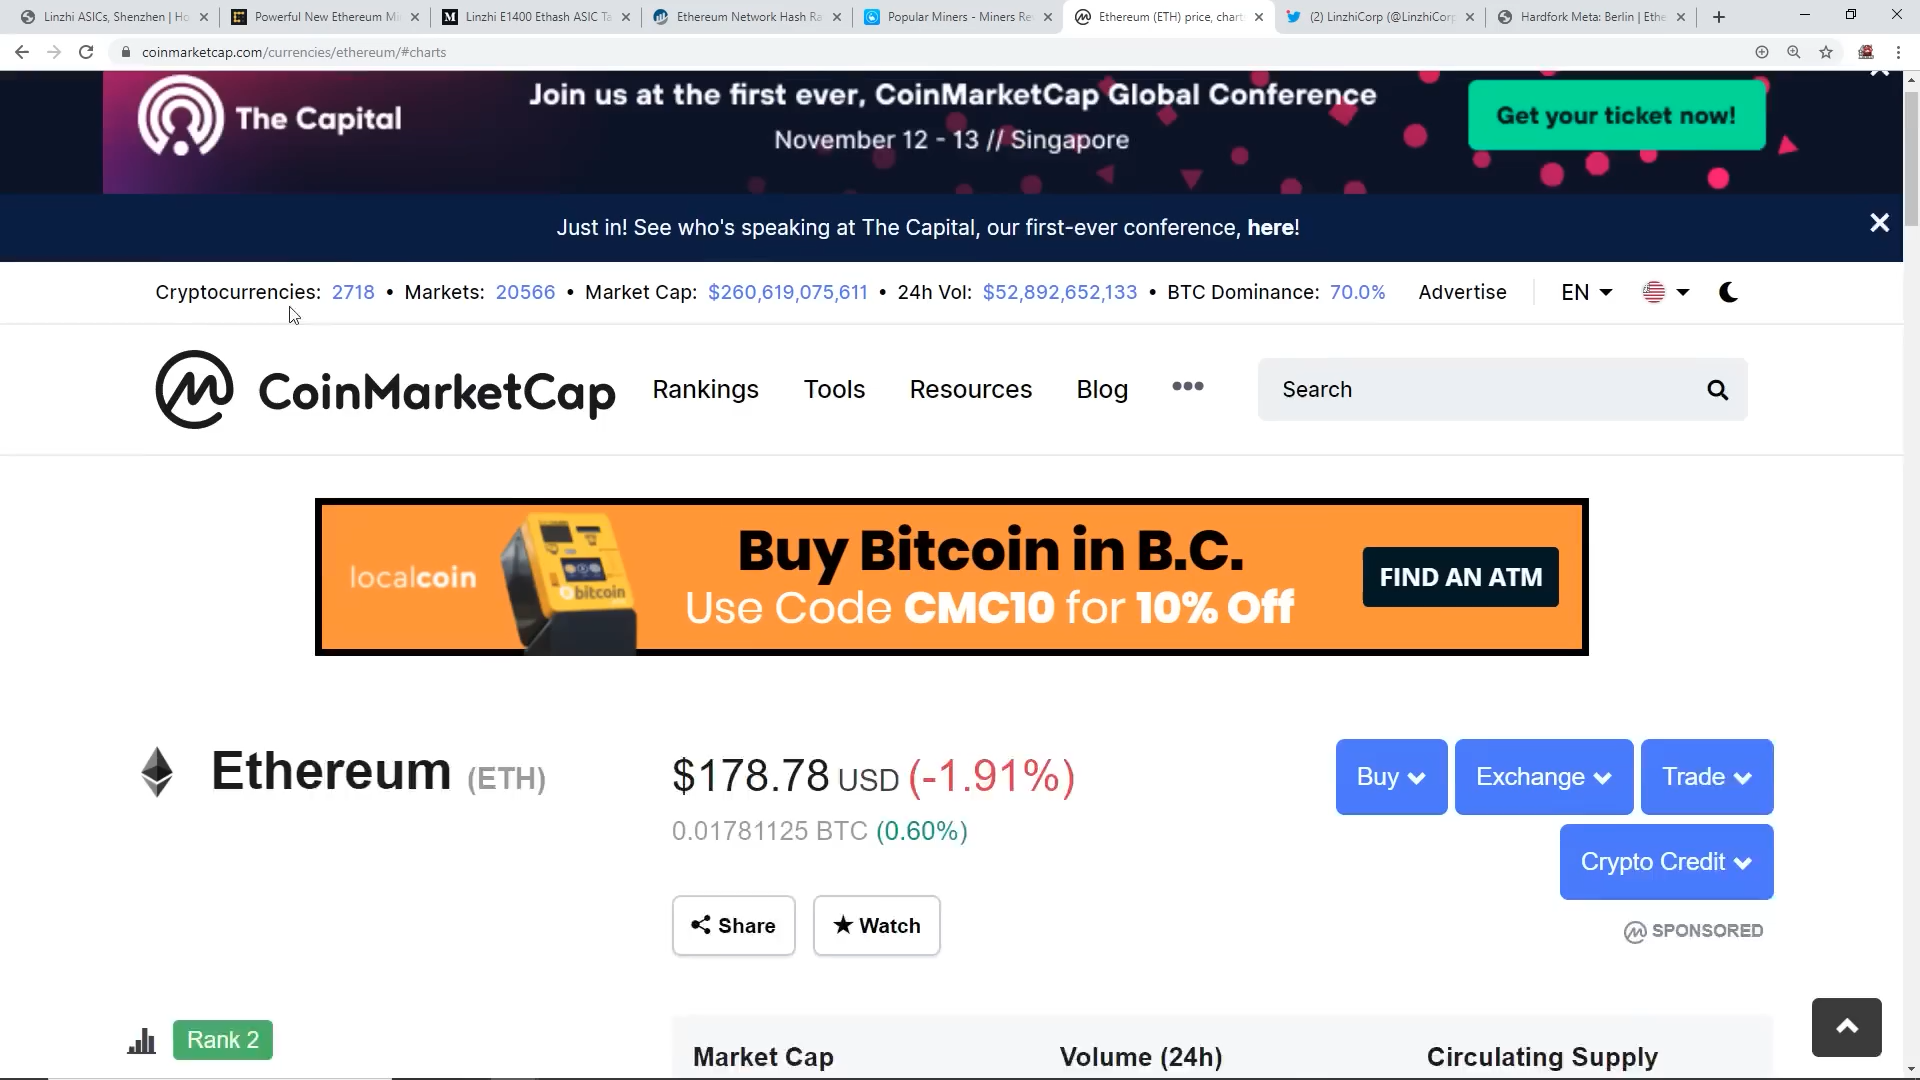 Linzhi ASICs, Shenzhen | Ho
Powerful New Ethereum Mi
Linzhi E1400 Ethash ASIC Ta
Ethereum Network Hash Ra
Popular Miners - Miners Re
Ethereum (ETH) price, chart
(2) LinzhiCorp (@LinzhiCorp
Hardfork Meta: Berlin | Ethe
coinmarketcap.com/currencies/ethereum/#charts
The Capital
Join us at the first ever, CoinMarketCap Global Conference
November 12 - 13 // Singapore
Get your ticket now!
Just in! See who's speaking at The Capital, our first-ever conference, here!
Cryptocurrencies: 2718 • Markets: 20566 • Market Cap: $260,619,075,611 • 24h Vol: $52,892,652,133 • BTC Dominance: 70.0% Advertise EN
CoinMarketCap
Rankings Tools Resources Blog •••
Search
localcoin
bitcoin
Buy Bitcoin in B.C.
Use Code CMC10 for 10% Off
FIND AN ATM
Ethereum (ETH)
$178.78 USD (-1.91%)
0.01781125 BTC (0.60%)
Buy
Exchange
Trade
Crypto Credit
Share
Watch
SPONSORED
Rank 2
Market Cap
Volume (24h)
Circulating Supply